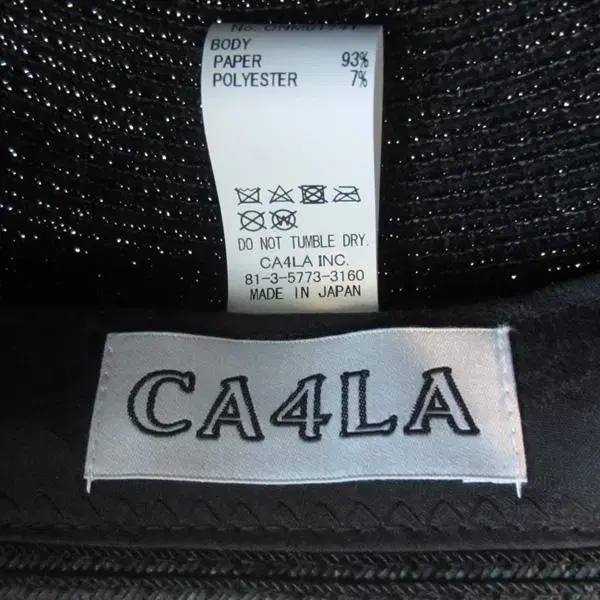 BODY
PAPER 93%
POLYESTER 7%
DO NOT TUMBLE DRY.
CA4LA INC.
81-3-5773-3160
MADE IN JAPAN
CA4LA